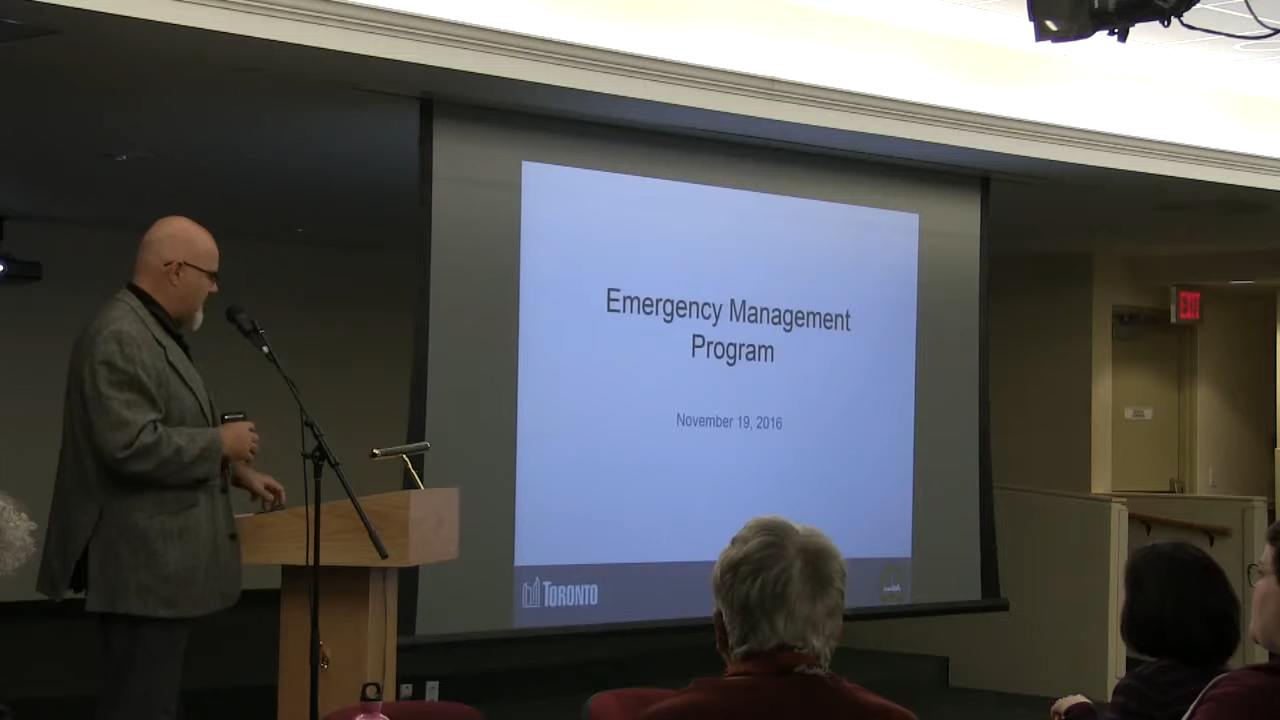 Emergency Management
Program
November 19, 2016
TORONTO
EXIT